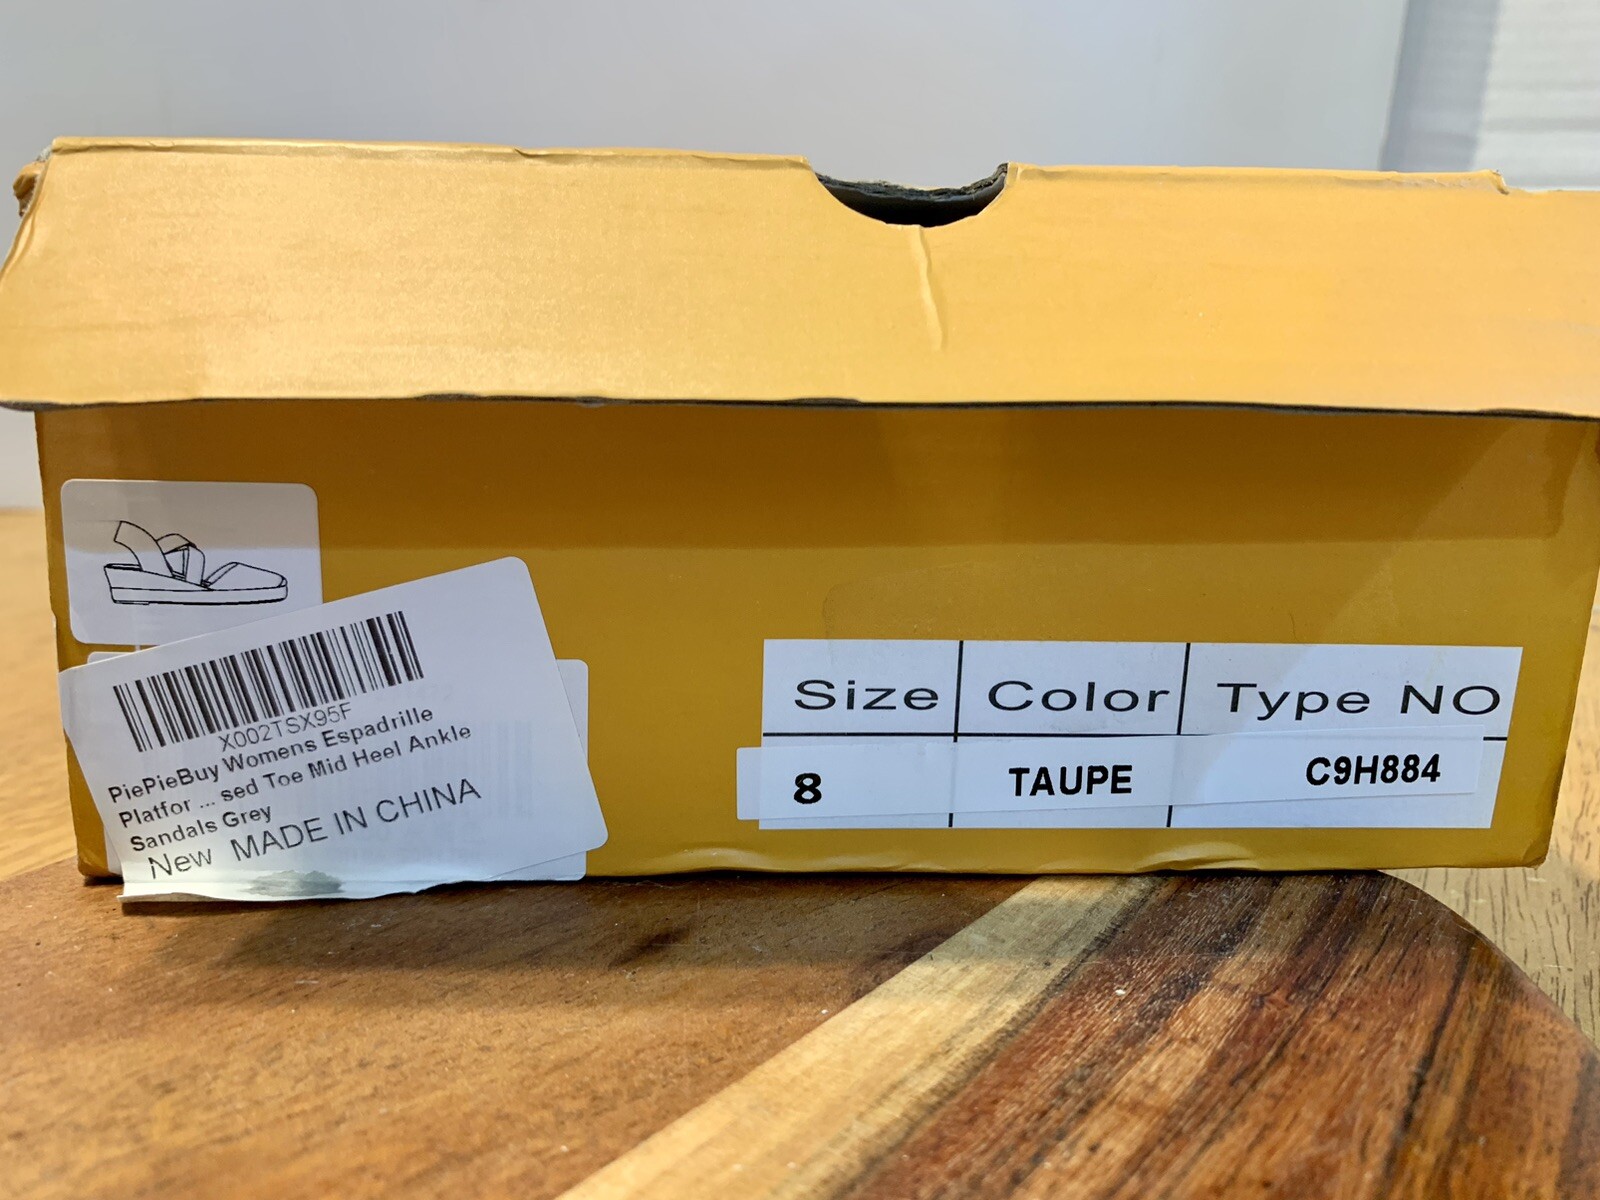 X002TSX95F
PiePieBuy Womens Espadrille
Platfor ... sed Toe Mid Heel Ankle
Sandals Grey
New MADE IN CHINA
Size Color Type NO
8 TAUPE C9H884